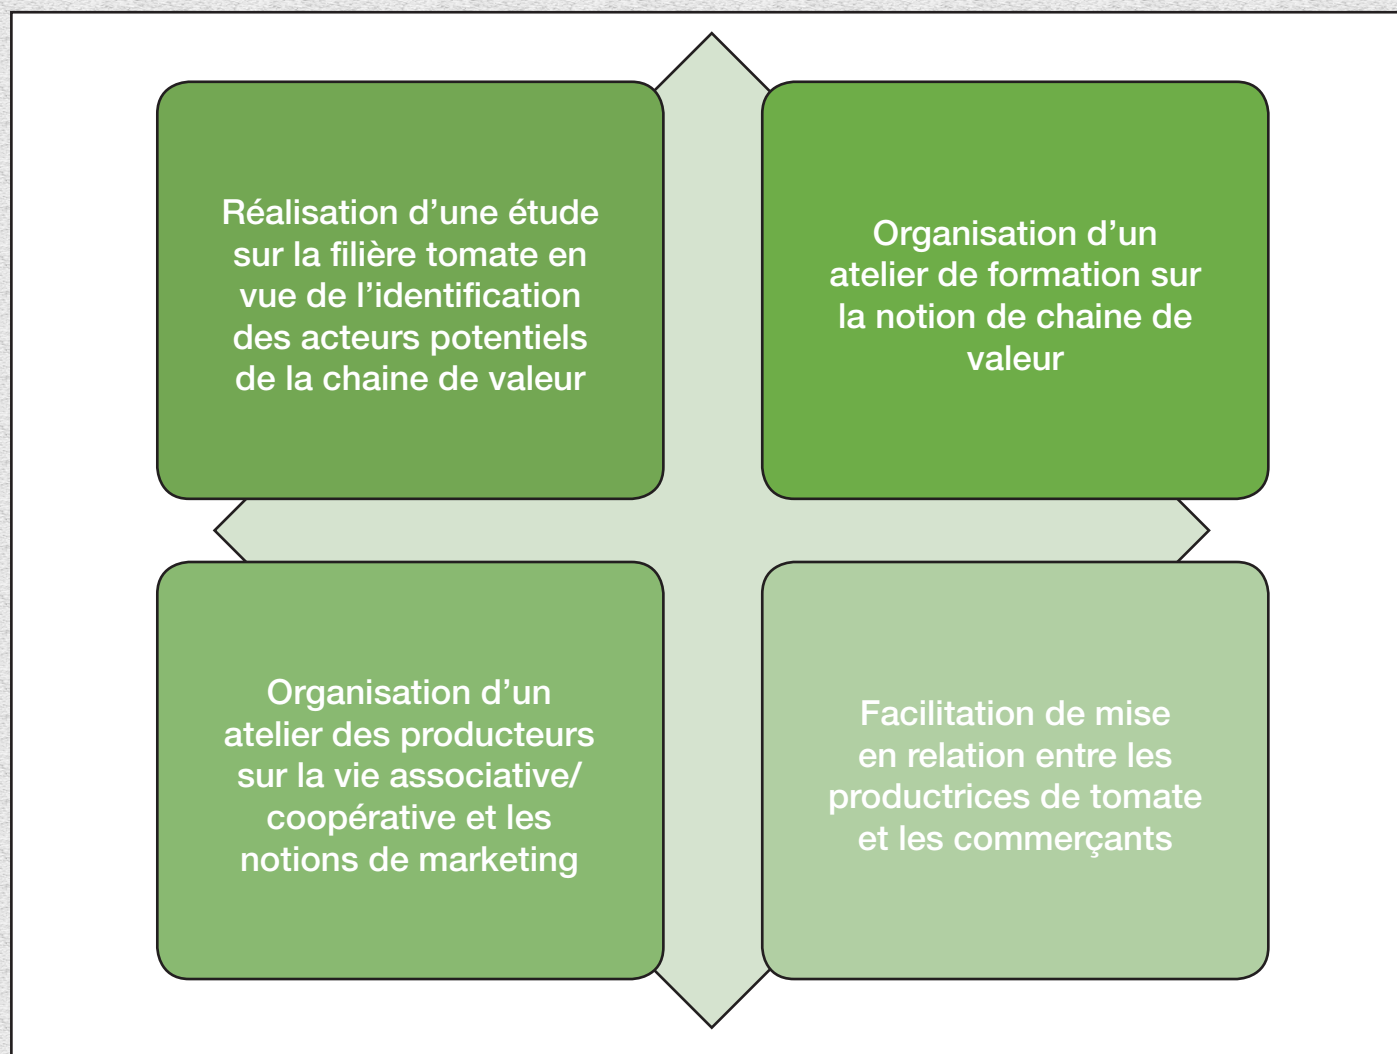 Réalisation d’une étude
sur la filière tomate en
vue de l’identification
des acteurs potentiels
de la chaine de valeur
Organisation d’un
atelier de formation sur
la notion de chaine de
valeur
Organisation d’un
atelier des producteurs
sur la vie associative/
coopérative et les
notions de marketing
Facilitation de mise
en relation entre les
productrices de tomate
et les commerçants